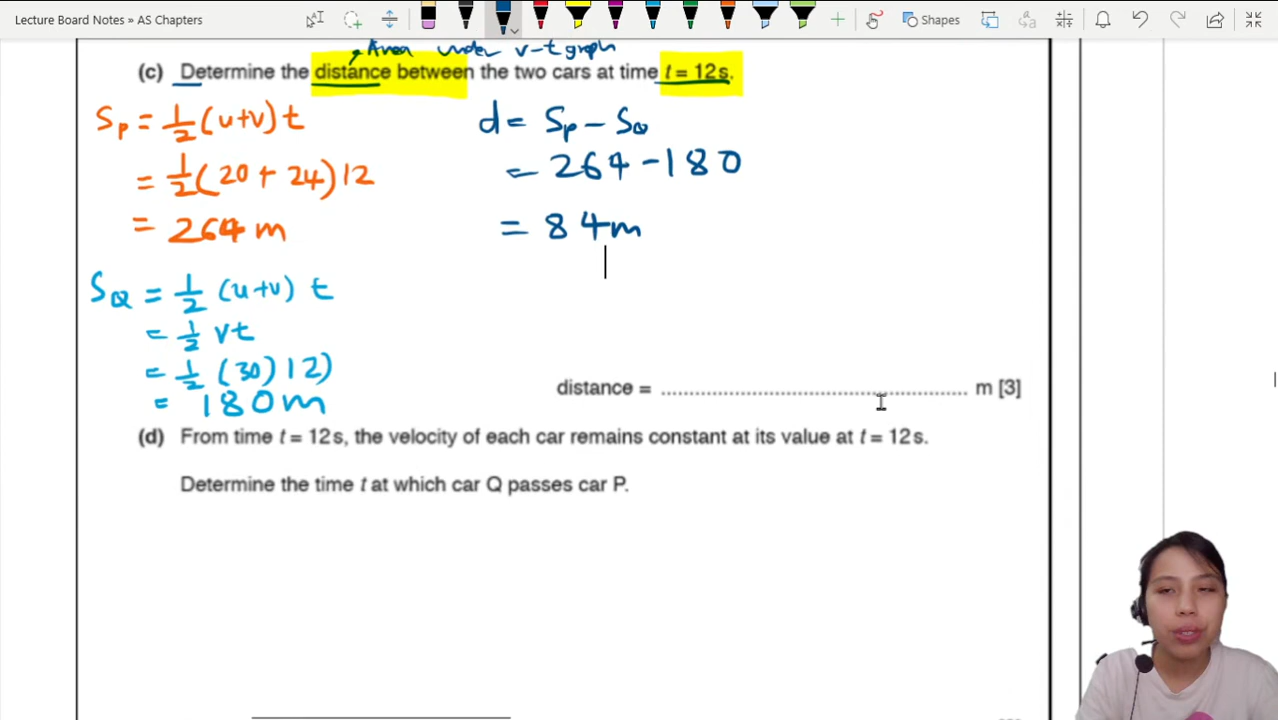 Lecture Board Notes » AS Chapters
Shapes
Area under v-t graph
(c) Determine the distance between the two cars at time t = 12s.
Sp = 1/2 (u+v) t
= 1/2 (20 + 24) 12
= 264 m
d = Sp - SQ
= 264 - 180
= 84m
SQ = 1/2 (u+v) t
= 1/2 vt
= 1/2 (30) 12)
= 180m
distance = ........................................................ m [3]
(d) From time t = 12s, the velocity of each car remains constant at its value at t = 12s.
Determine the time t at which car Q passes car P.